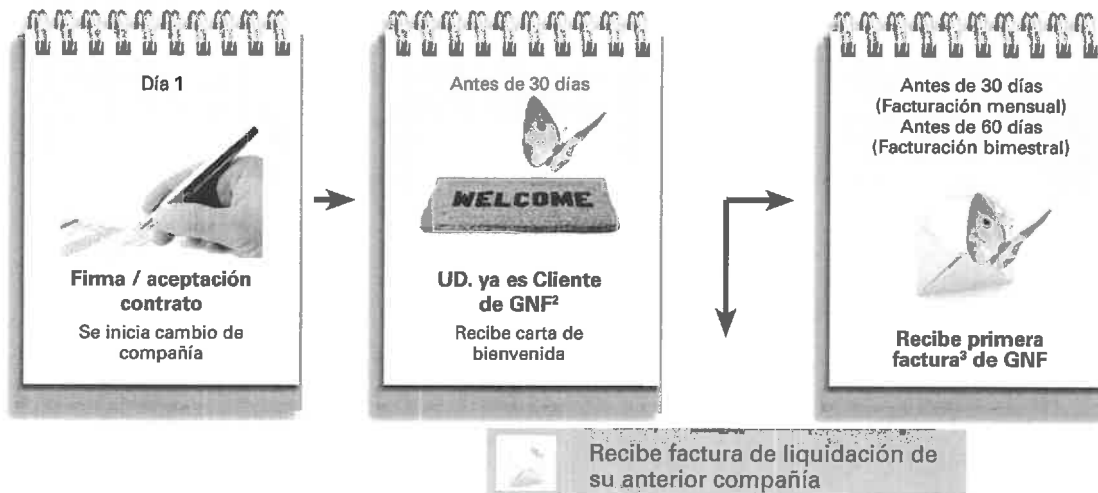 Día 1
Firma / aceptación
contrato
Se inicia cambio de
compañía
Antes de 30 días
WELCOME
UD. ya es Cliente
de GNF²
Recibe carta de
bienvenida
Antes de 30 días
(Facturación mensual)
Antes de 60 días
(Facturación bimestral)
Recibe primera
factura³ de GNF
Recibe factura de liquidación de
su anterior compañía